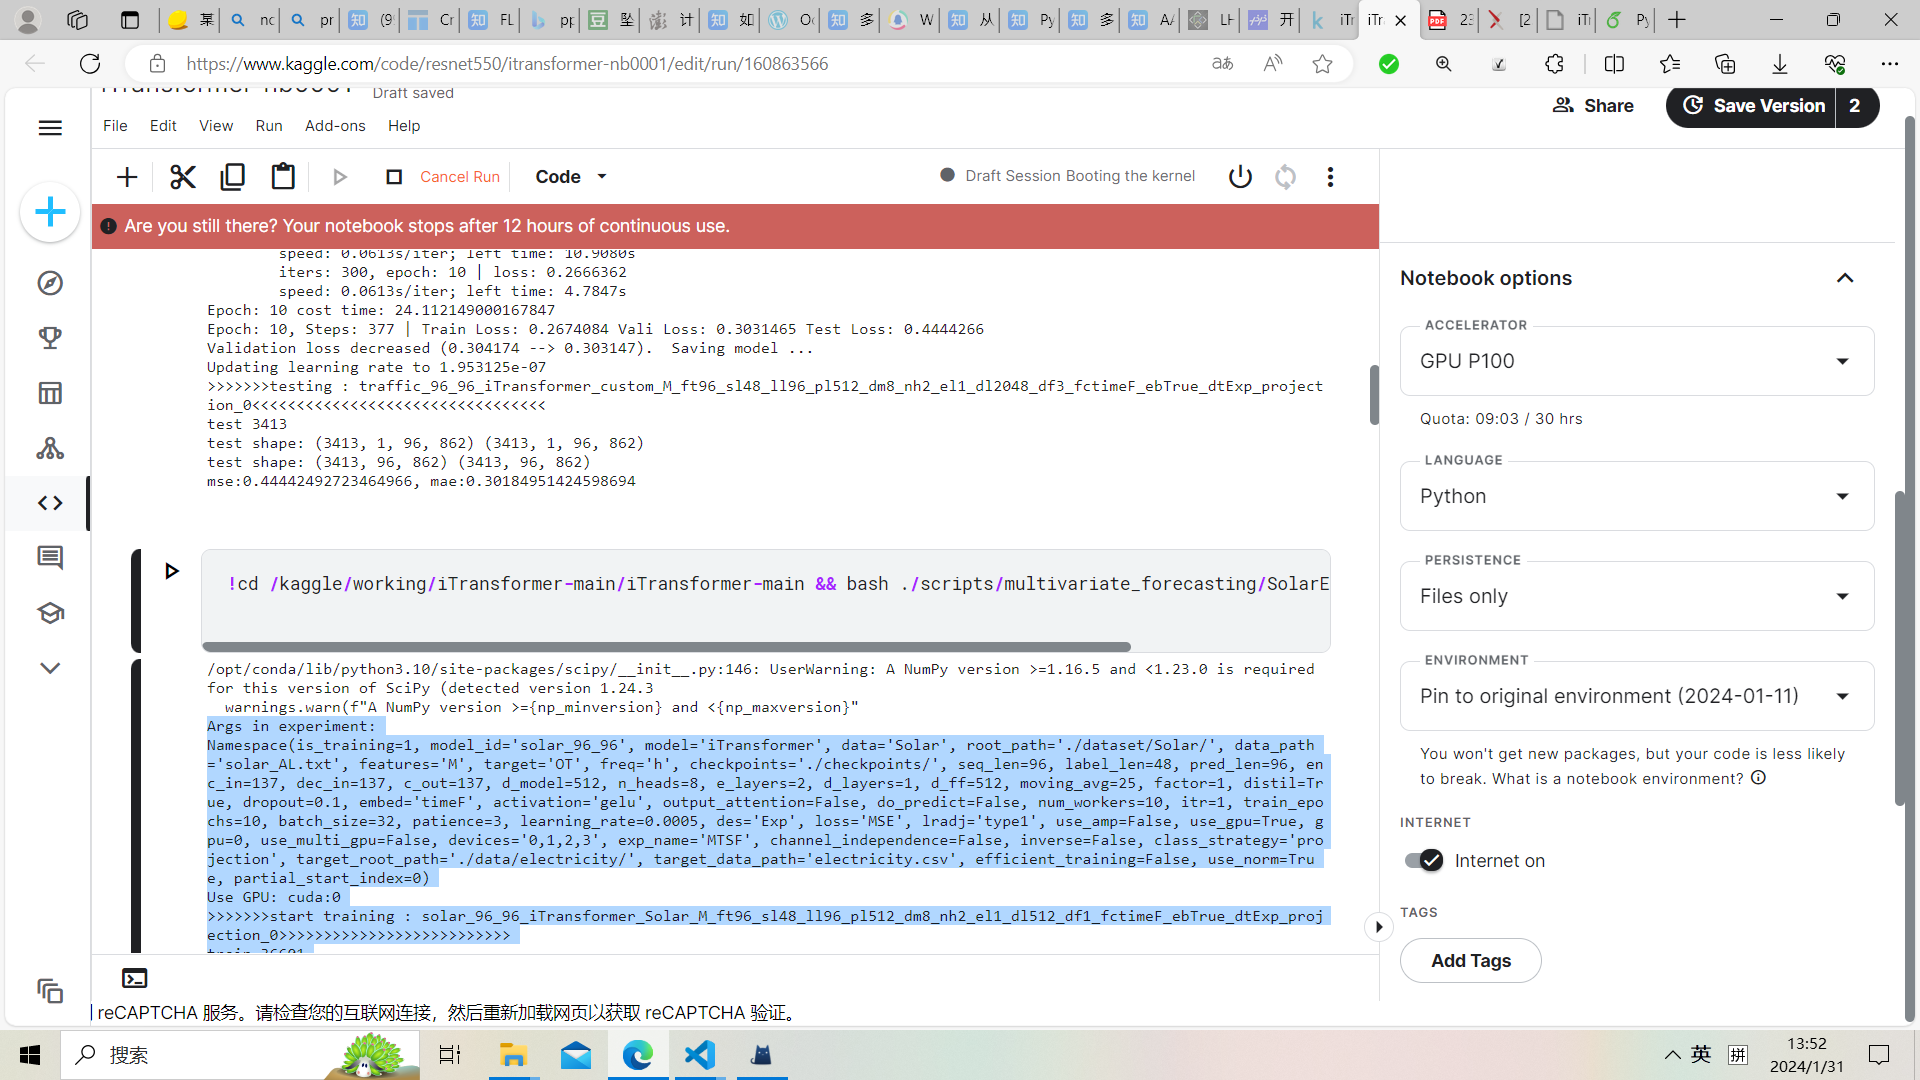 https://www.kaggle.com/code/resnet550/itransformer-nb0001/edit/run/160863566
Draft saved
File Edit View Run Add-ons Help
Share
Save Version 2
Cancel Run
Code
Draft Session Booting the kernel
Are you still there? Your notebook stops after 12 hours of continuous use.
speed: 0.0613s/iter; left time: 10.9080s
iters: 300, epoch: 10 | loss: 0.2666362
speed: 0.0613s/iter; left time: 4.7847s
Epoch: 10 cost time: 24.112149000167847
Epoch: 10, Steps: 377 | Train Loss: 0.2674084 Vali Loss: 0.3031465 Test Loss: 0.4444266
Validation loss decreased (0.304174 --> 0.303147).  Saving model ...
Updating learning rate to 1.953125e-07
>>>>>>>testing : traffic_96_96_iTransformer_custom_M_ft96_sl48_ll96_pl512_dm8_nh2_el1_dl2048_df3_fctimeF_ebTrue_dtExp_project
ion_0<<<<<<<<<<<<<<<<<<<<<<<<<<<<<<<<<
test 3413
test shape: (3413, 1, 96, 862) (3413, 1, 96, 862)
test shape: (3413, 96, 862) (3413, 96, 862)
mse:0.44442492723464966, mae:0.30184951424598694
!cd /kaggle/working/iTransformer-main/iTransformer-main && bash ./scripts/multivariate_forecasting/SolarE
/opt/conda/lib/python3.10/site-packages/scipy/__init__.py:146: UserWarning: A NumPy version >=1.16.5 and <1.23.0 is required
for this version of SciPy (detected version 1.24.3
warnings.warn(f"A NumPy version >={np_minversion} and <{np_maxversion}"
Args in experiment:
Namespace(is_training=1, model_id='solar_96_96', model='iTransformer', data='Solar', root_path='./dataset/Solar/', data_path
='solar_AL.txt', features='M', target='OT', freq='h', checkpoints='./checkpoints/', seq_len=96, label_len=48, pred_len=96, en
c_in=137, dec_in=137, c_out=137, d_model=512, n_heads=8, e_layers=2, d_layers=1, d_ff=512, moving_avg=25, factor=1, distil=Tr
ue, dropout=0.1, embed='timeF', activation='gelu', output_attention=False, do_predict=False, num_workers=10, itr=1, train_epo
chs=10, batch_size=32, patience=3, learning_rate=0.0005, des='Exp', loss='MSE', lradj='type1', use_amp=False, use_gpu=True, g
pu=0, use_multi_gpu=False, devices='0,1,2,3', exp_name='MTSF', channel_independence=False, inverse=False, class_strategy='pro
jection', target_root_path='./data/electricity/', target_data_path='electricity.csv', efficient_training=False, use_norm=Tru
e, partial_start_index=0)
Use GPU: cuda:0
>>>>>>>start training : solar_96_96_iTransformer_Solar_M_ft96_sl48_ll96_pl512_dm8_nh2_el1_dl512_df1_fctimeF_ebTrue_dtExp_proj
ection_0>>>>>>>>>>>>>>>>>>>>>>>>>>
Notebook options
ACCELERATOR
GPU P100
Quota: 09:03 / 30 hrs
LANGUAGE
Python
PERSISTENCE
Files only
ENVIRONMENT
Pin to original environment (2024-01-11)
You won't get new packages, but your code is less likely
to break. What is a notebook environment?
INTERNET
Internet on
TAGS
Add Tags
reCAPTCHA 服务。请检查您的互联网连接，然后重新加载网页以获取 reCAPTCHA 验证。
搜索
英
拼
13:52
2024/1/31